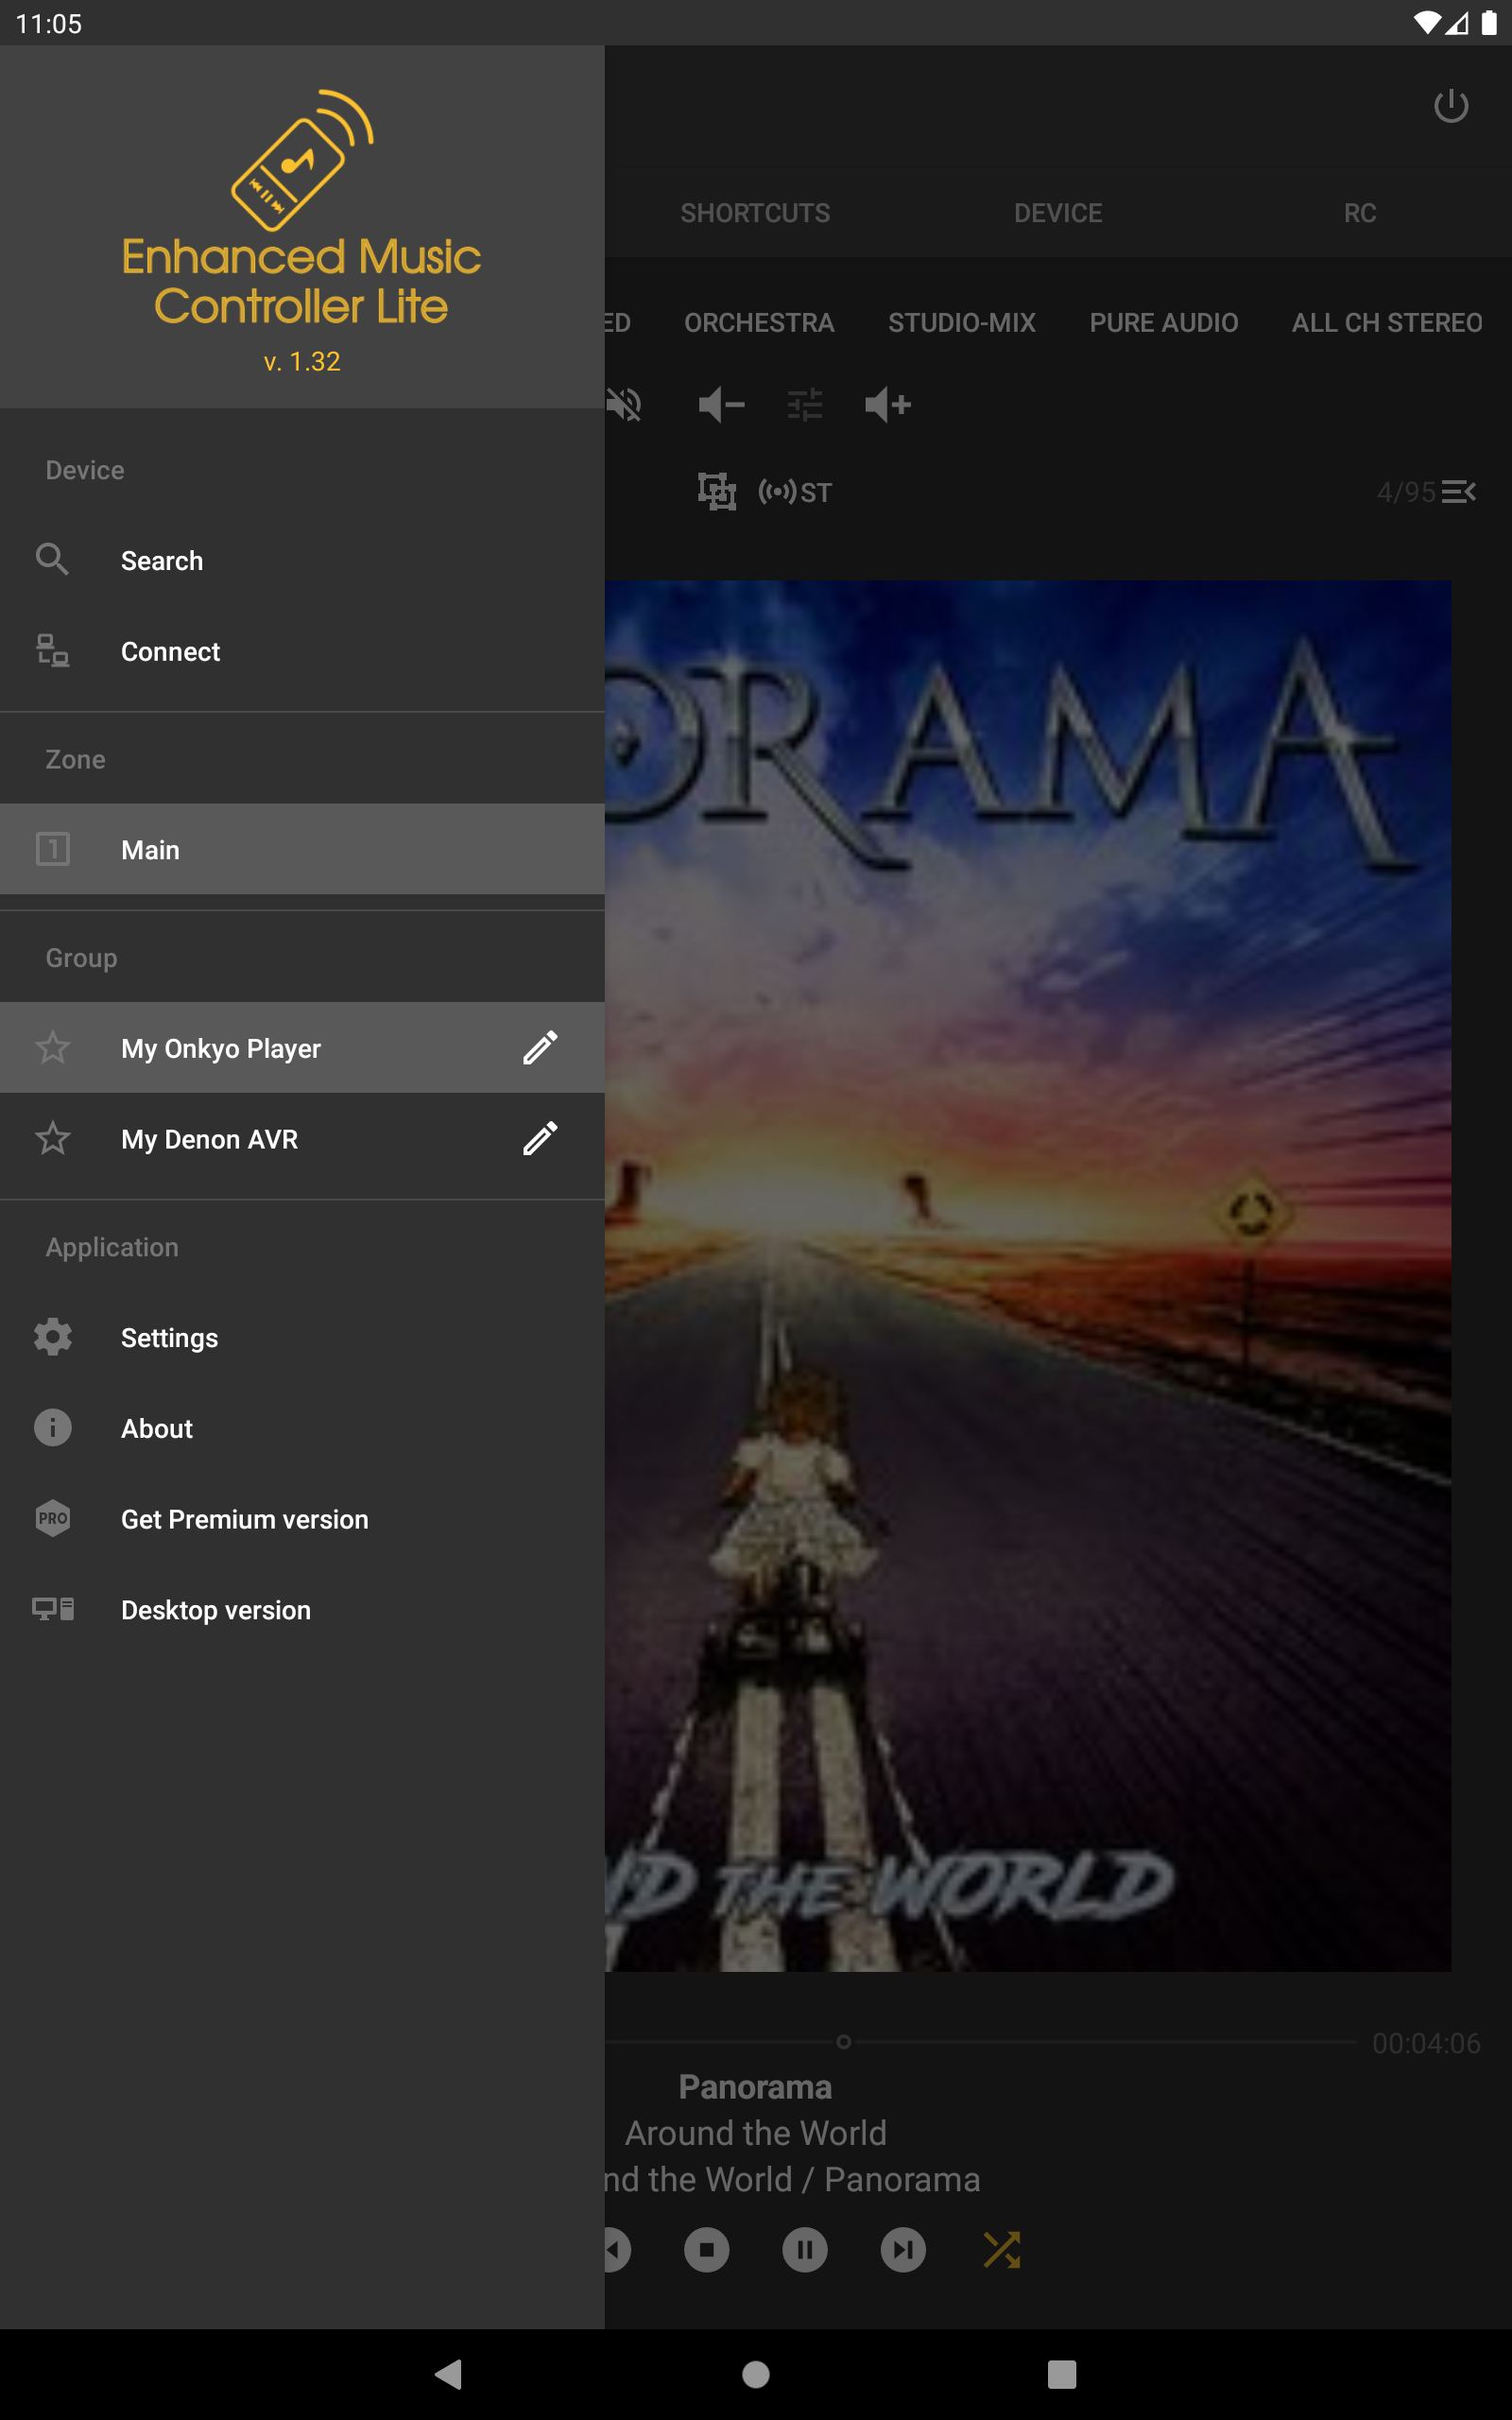 11:05
Enhanced Music
Controller Lite
v. 1.32
Device
Search
Connect
Zone
1
Main
Group
My Onkyo Player
My Denon AVR
Application
Settings
About
PRO
Get Premium version
Desktop version
SHORTCUTS DEVICE RC
ED ORCHESTRA STUDIO-MIX PURE AUDIO ALL CH STEREO
ST 4/95
ORAMA
ND THE WORLD
00:04:06
Panorama
Around the World
nd the World / Panorama